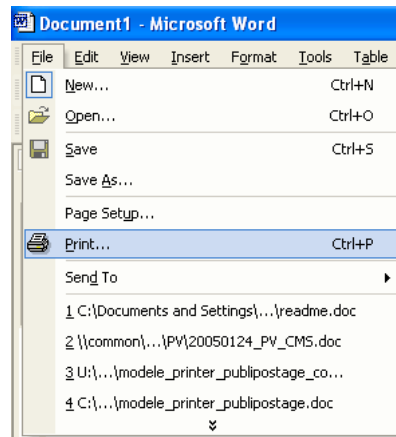 Document1 - Microsoft Word
File Edit View Insert Format Tools Table
New... Ctrl+N
Open... Ctrl+O
Save Ctrl+S
Save As...
Page Setup...
Print... Ctrl+P
Send To
1 C:\Documents and Settings\...\readme.doc
2 \\common\...\PV\20050124_PV_CMS.doc
3 U:\...\modele_printer_publipostage_co...
4 C:\...\modele_printer_publipostage.doc